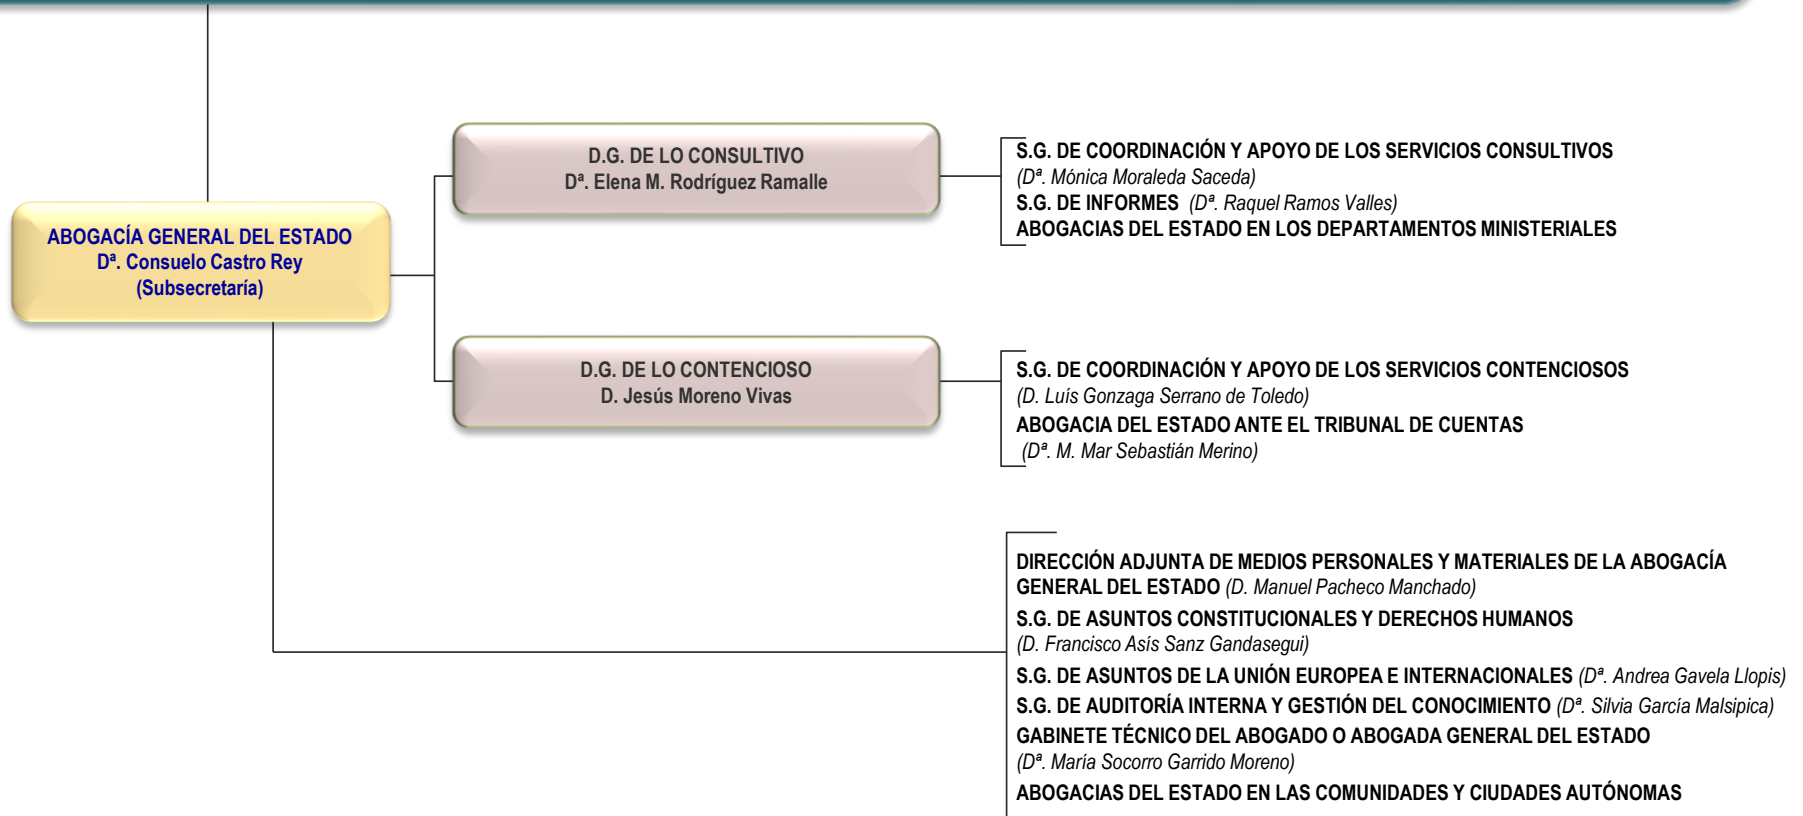 ABOGACÍA GENERAL DEL ESTADO
Dª. Consuelo Castro Rey
(Subsecretaría)
D.G. DE LO CONSULTIVO
Dª. Elena M. Rodríguez Ramalle
S.G. DE COORDINACIÓN Y APOYO DE LOS SERVICIOS CONSULTIVOS
(Dª. Mónica Moraleda Saceda)
S.G. DE INFORMES (Dª. Raquel Ramos Valles)
ABOGACIAS DEL ESTADO EN LOS DEPARTAMENTOS MINISTERIALES
D.G. DE LO CONTENCIOSO
D. Jesús Moreno Vivas
S.G. DE COORDINACIÓN Y APOYO DE LOS SERVICIOS CONTENCIOSOS
(D. Luís Gonzaga Serrano de Toledo)
ABOGACIA DEL ESTADO ANTE EL TRIBUNAL DE CUENTAS
(Dª. M. Mar Sebastián Merino)
DIRECCIÓN ADJUNTA DE MEDIOS PERSONALES Y MATERIALES DE LA ABOGACÍA
GENERAL DEL ESTADO (D. Manuel Pacheco Manchado)
S.G. DE ASUNTOS CONSTITUCIONALES Y DERECHOS HUMANOS
(D. Francisco Asís Sanz Gandasegui)
S.G. DE ASUNTOS DE LA UNIÓN EUROPEA E INTERNACIONALES (Dª. Andrea Gavela Llopis)
S.G. DE AUDITORÍA INTERNA Y GESTIÓN DEL CONOCIMIENTO (Dª. Silvia García Malsipica)
GABINETE TÉCNICO DEL ABOGADO O ABOGADA GENERAL DEL ESTADO
(Dª. María Socorro Garrido Moreno)
ABOGACIAS DEL ESTADO EN LAS COMUNIDADES Y CIUDADES AUTÓNOMAS